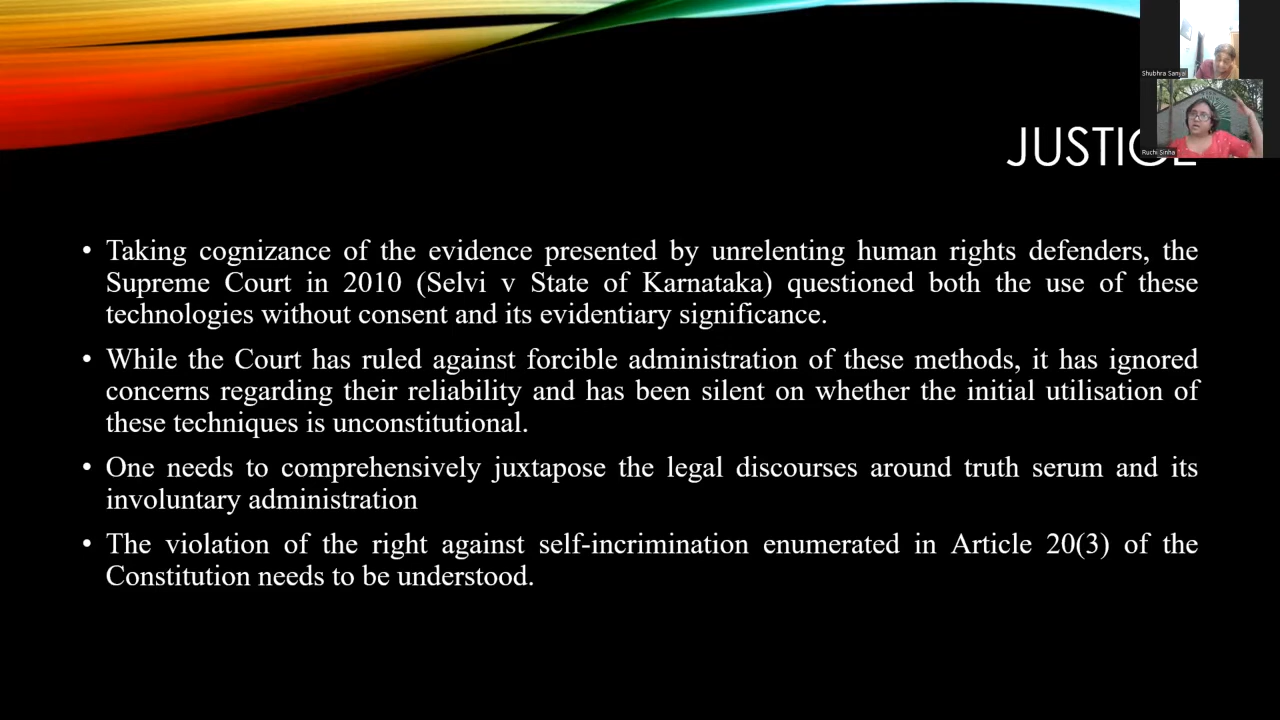 Shubhra Sanyal
Ruchi Sinha
JUSTICE
• Taking cognizance of the evidence presented by unrelenting human rights defenders, the
Supreme Court in 2010 (Selvi v State of Karnataka) questioned both the use of these
technologies without consent and its evidentiary significance.
• While the Court has ruled against forcible administration of these methods, it has ignored
concerns regarding their reliability and has been silent on whether the initial utilisation of
these techniques is unconstitutional.
• One needs to comprehensively juxtapose the legal discourses around truth serum and its
involuntary administration
• The violation of the right against self-incrimination enumerated in Article 20(3) of the
Constitution needs to be understood.